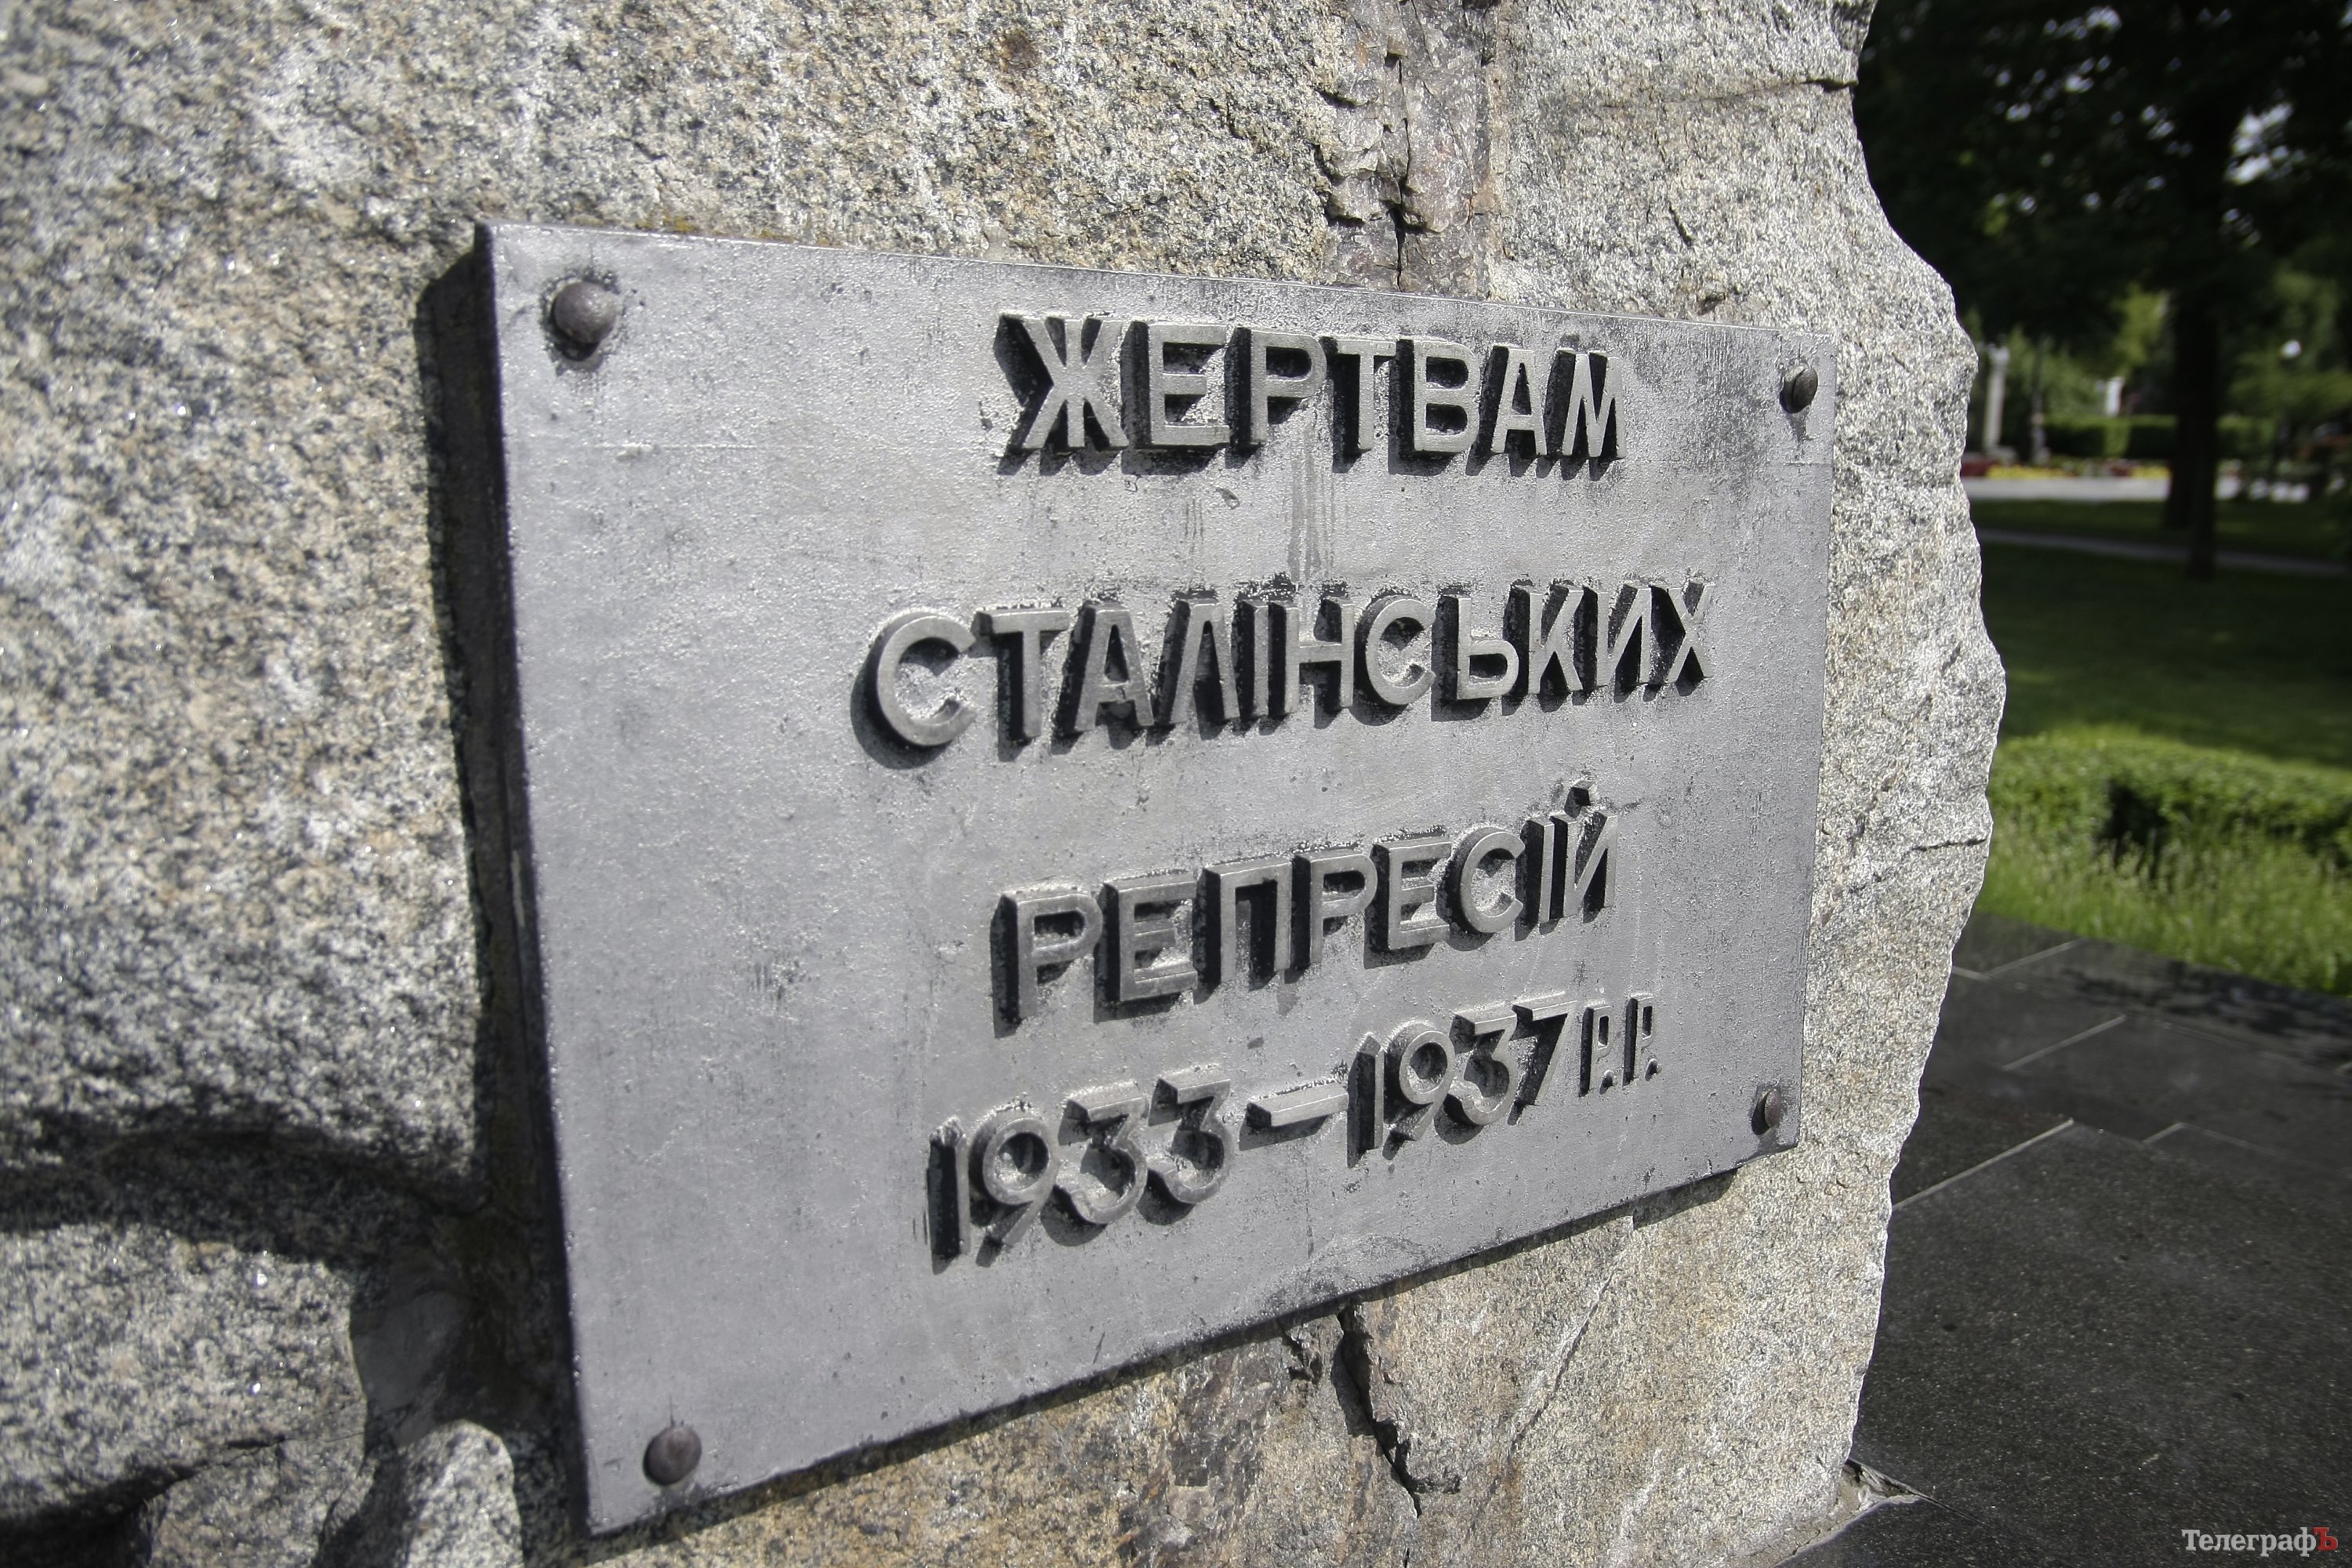 ЖЕРТВАМ
СТАЛІНСЬКИХ
РЕПРЕСІЙ
1933–1937 Р.Р.
ТелеграфЪ